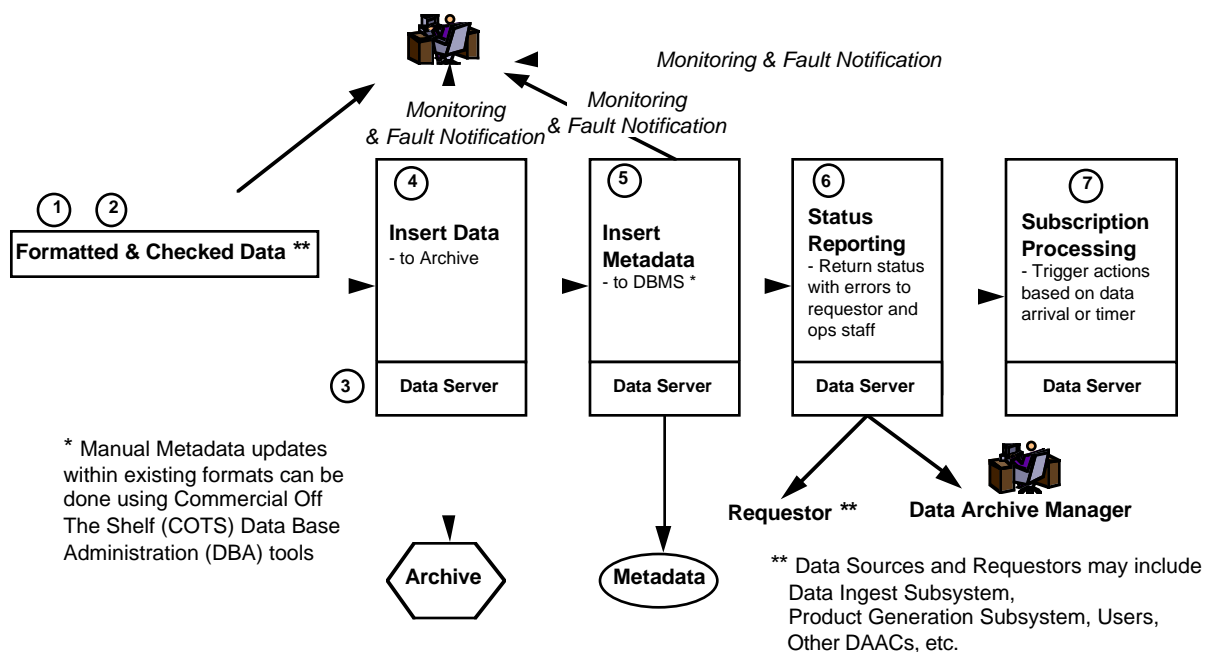 Monitoring & Fault Notification
Monitoring
& Fault Notification
Monitoring
& Fault Notification
1 2
Formatted & Checked Data **
4
Insert Data
- to Archive
3
Data Server
5
Insert
Metadata
- to DBMS *
Data Server
6
Status
Reporting
- Return status
with errors to
requestor and
ops staff
Data Server
7
Subscription
Processing
- Trigger actions
based on data
arrival or timer
Data Server
* Manual Metadata updates
within existing formats can be
done using Commercial Off
The Shelf (COTS) Data Base
Administration (DBA) tools
Archive
Metadata
Requestor **
Data Archive Manager
** Data Sources and Requestors may include
Data Ingest Subsystem,
Product Generation Subsystem, Users,
Other DAACs, etc.